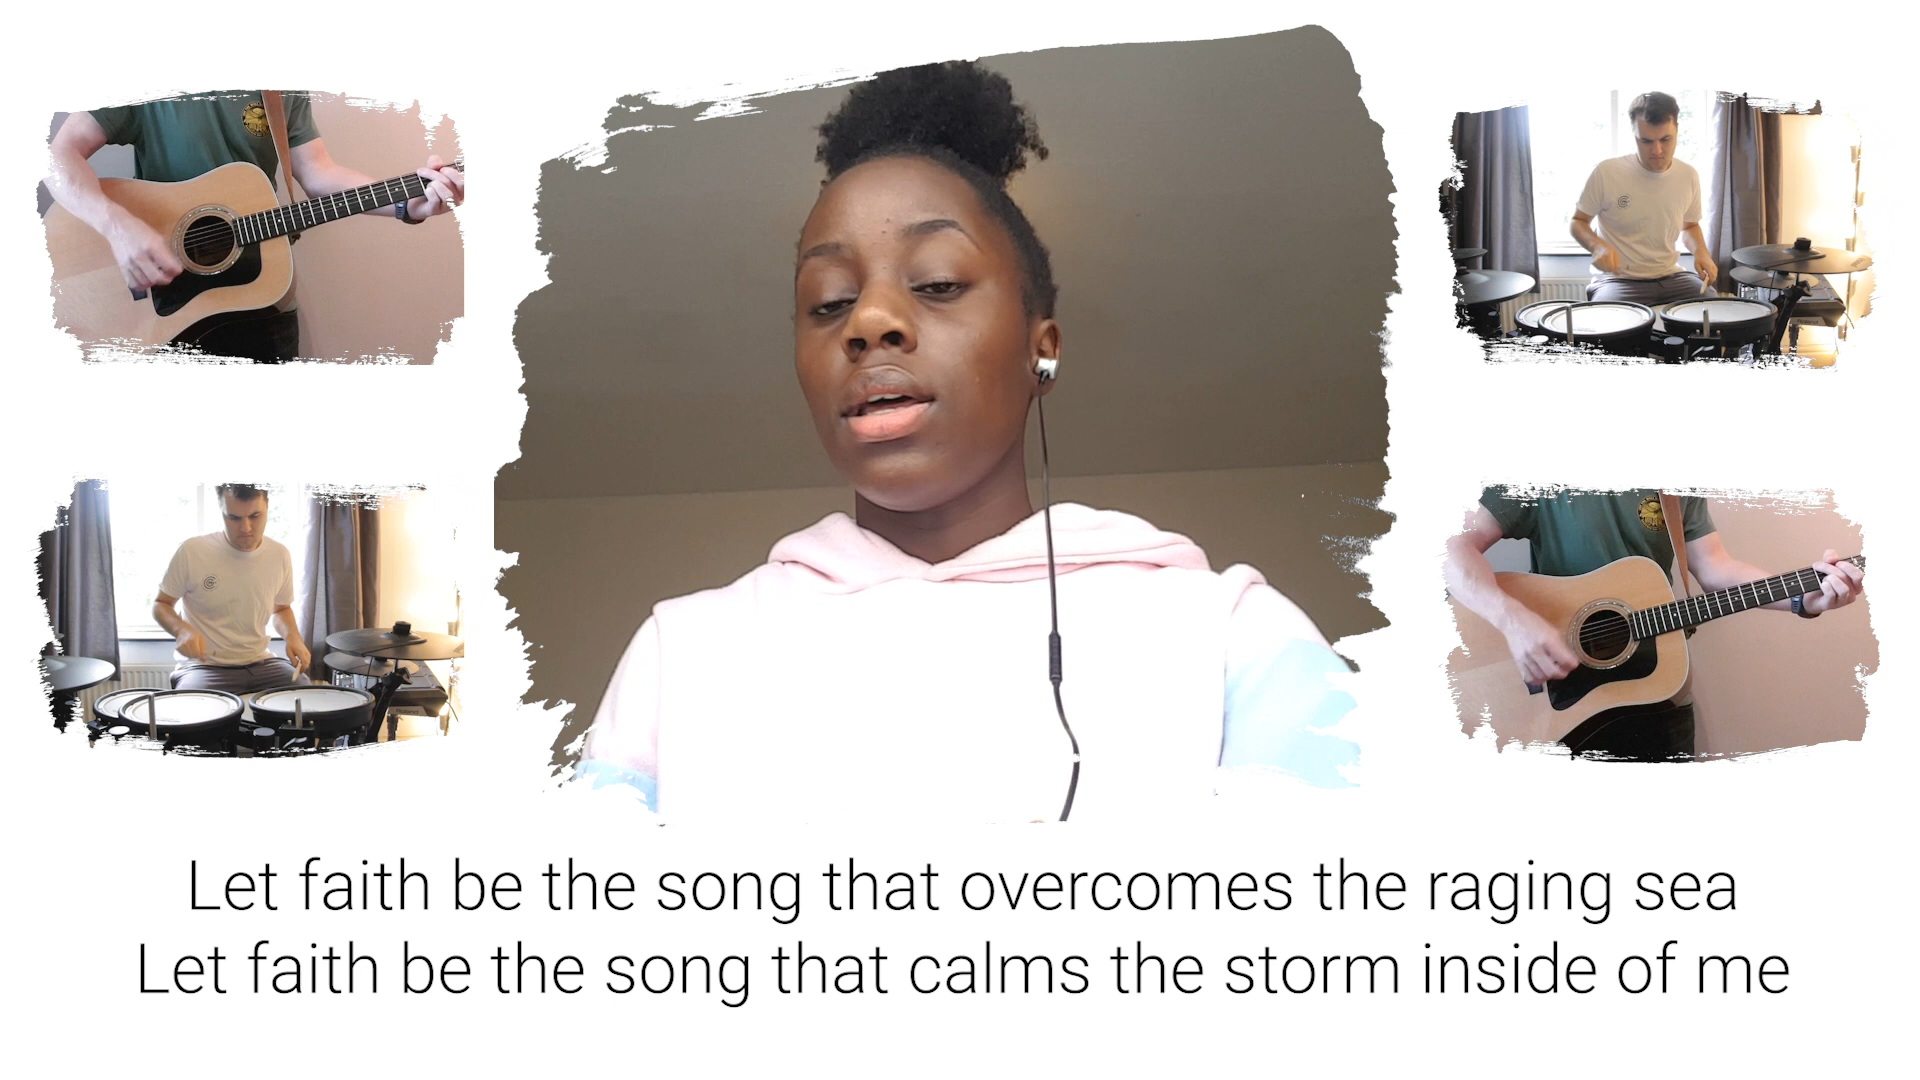 Let faith be the song that overcomes the raging sea
Let faith be the song that calms the storm inside of me